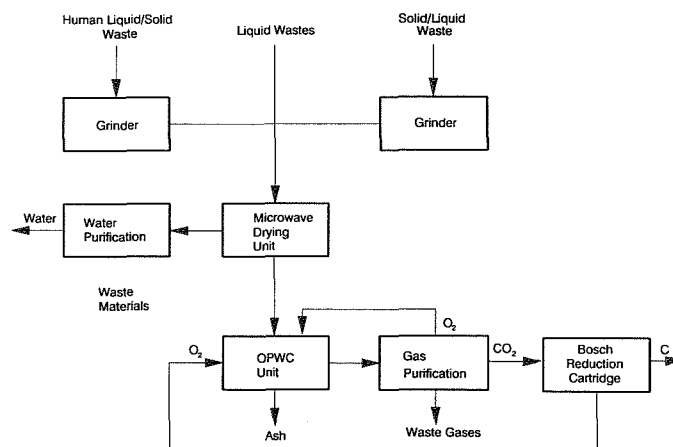 Human Liquid/Solid
Waste
Liquid Wastes
Solid/Liquid
Waste
Grinder
Grinder
Water
Water
Purification
Microwave
Drying
Unit
Waste
Materials
O2
O2
OPWC
Unit
Gas
Purification
CO2
Bosch
Reduction
Cartridge
C
Ash
Waste Gases